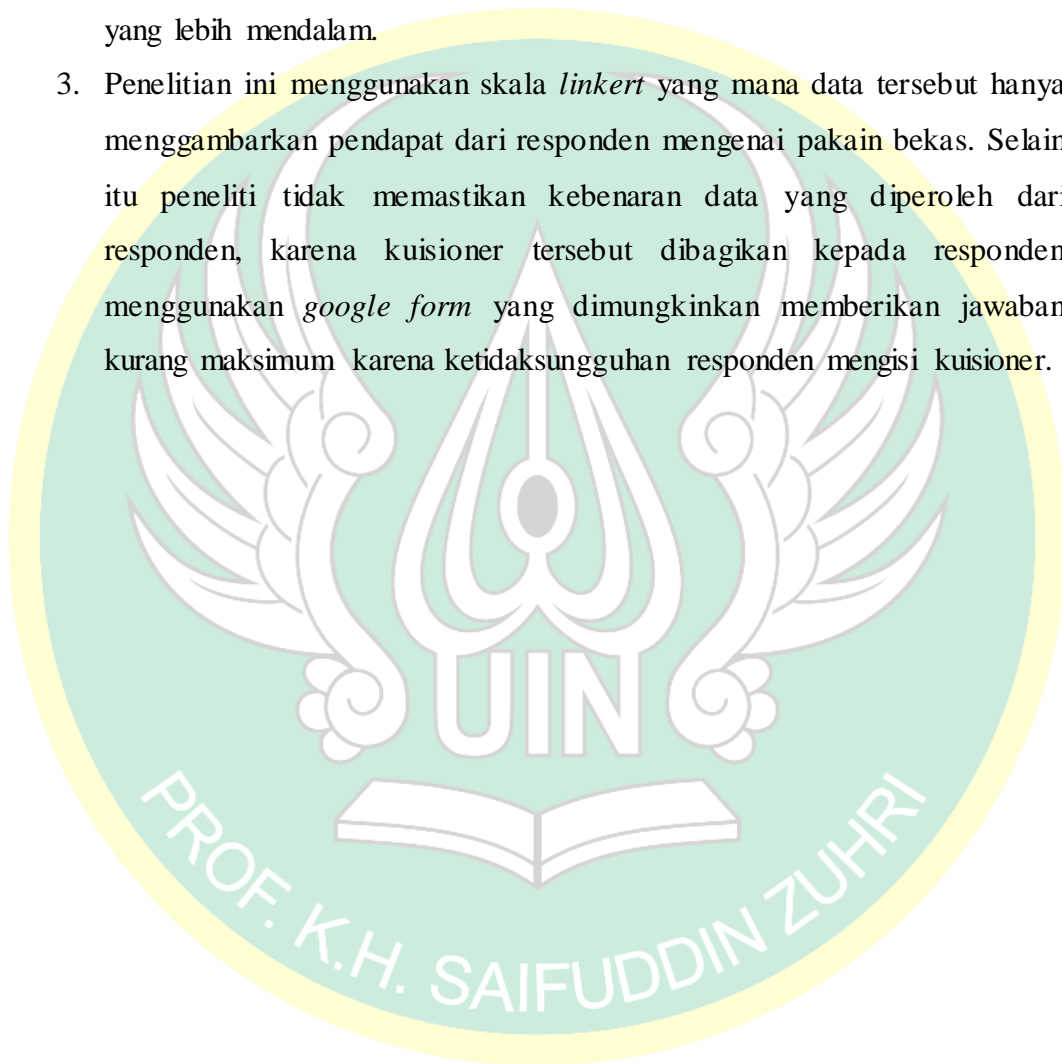 yang lebih mendalam.
3. Penelitian ini menggunakan skala linkert yang mana data tersebut hanya
menggambarkan pendapat dari responden mengenai pakain bekas. Selain
itu peneliti tidak memastikan kebenaran data yang diperoleh dari
responden, karena kuisioner tersebut dibagikan kepada responden
menggunakan google form yang dimungkinkan memberikan jawaban
kurang maksimum karena ketidaksungguhan responden mengisi kuisioner.
UIN
PROF. K.H. SAIFUDDIN ZUHRI